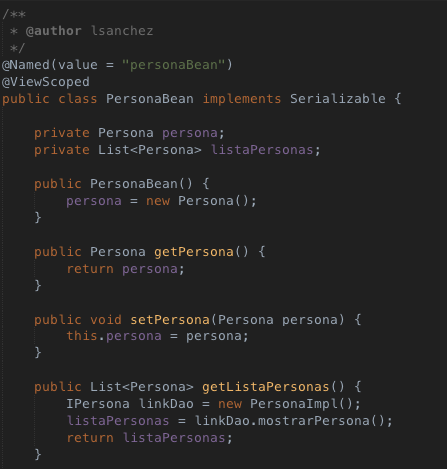 /**
 * @author lsanchez
 */
@Named(value = "personaBean")
@ViewScoped
public class PersonaBean implements Serializable {
    private Persona persona;
    private List<Persona> listaPersonas;
    public PersonaBean() {
        persona = new Persona();
    }
    public Persona getPersona() {
        return persona;
    }
    public void setPersona(Persona persona) {
        this.persona = persona;
    }
    public List<Persona> getListaPersonas() {
        IPersona linkDao = new PersonaImpl();
        listaPersonas = linkDao.mostrarPersona();
        return listaPersonas;
    }